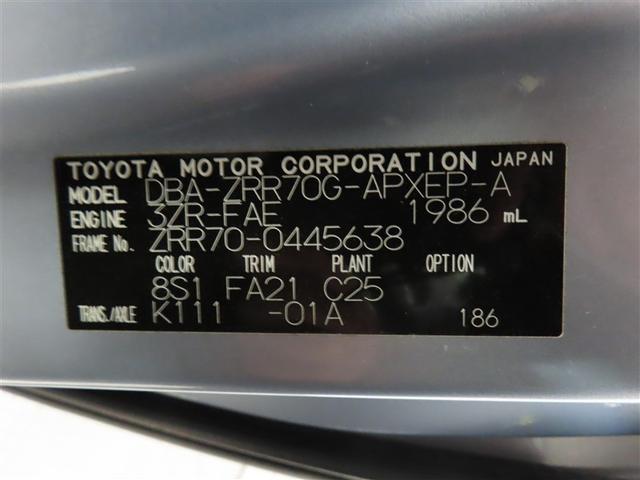 TOYOTA MOTOR CORPORATION JAPAN
MODEL DBA-ZRR70G-APXEP-A
ENGINE 3ZR-FAE 1986 mL
FRAME No. ZRR70-0445638
COLOR TRIM PLANT OPTION
8S1 FA21 C25
TRANS./AXLE K111 -01A 186